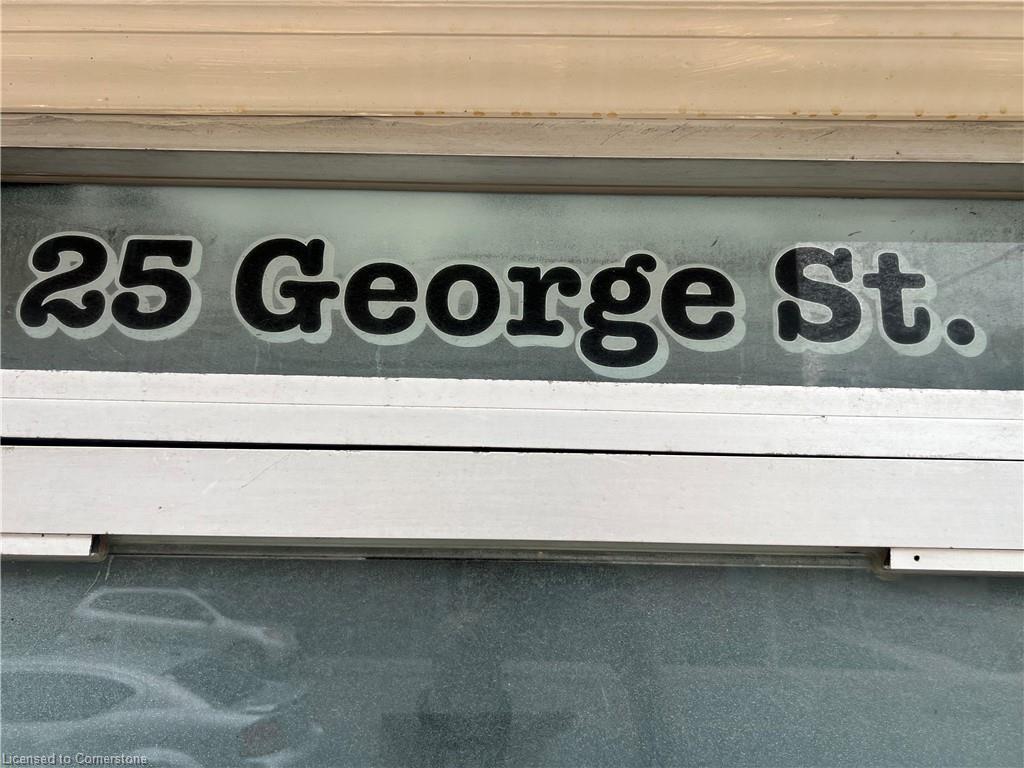 25 George St.
Licensed to Cornerstone